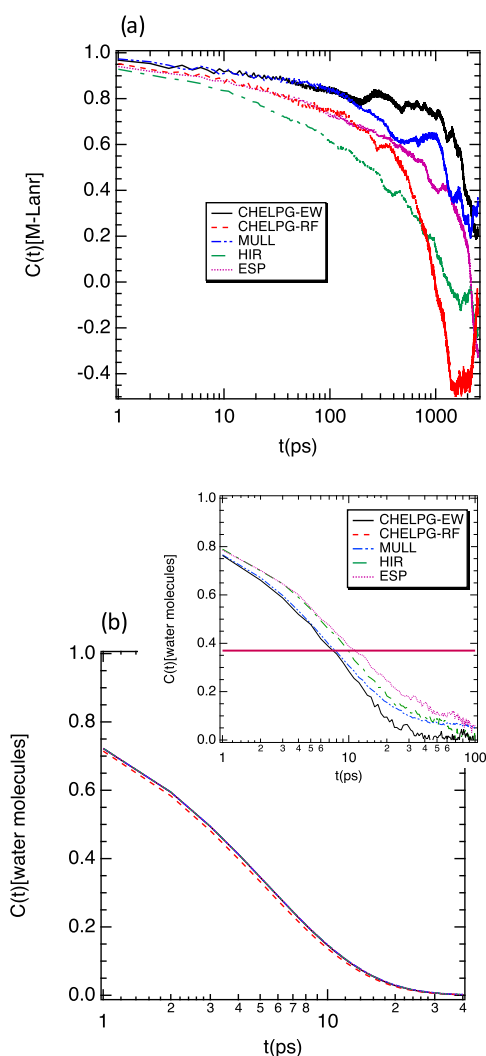 (a)
C(t)[M-Lanr]
1.0
0.8
0.6
0.4
0.2
0.0
-0.2
-0.4
CHELPG-EW
CHELPG-RF
MULL
HIR
ESP
1 10 100 1000
t(ps)
C(t)[water molecules]
1.0
0.8
0.6
0.4
0.2
0.0
CHELPG-EW
CHELPG-RF
MULL
HIR
ESP
1 2 3 4 5 6 10 2 3 4 5 6 100
t(ps)
(b)
C(t)[water molecules]
1.0
0.8
0.6
0.4
0.2
0.0
1 2 3 4 5 6 7 8 10 2 3 4
t(ps)